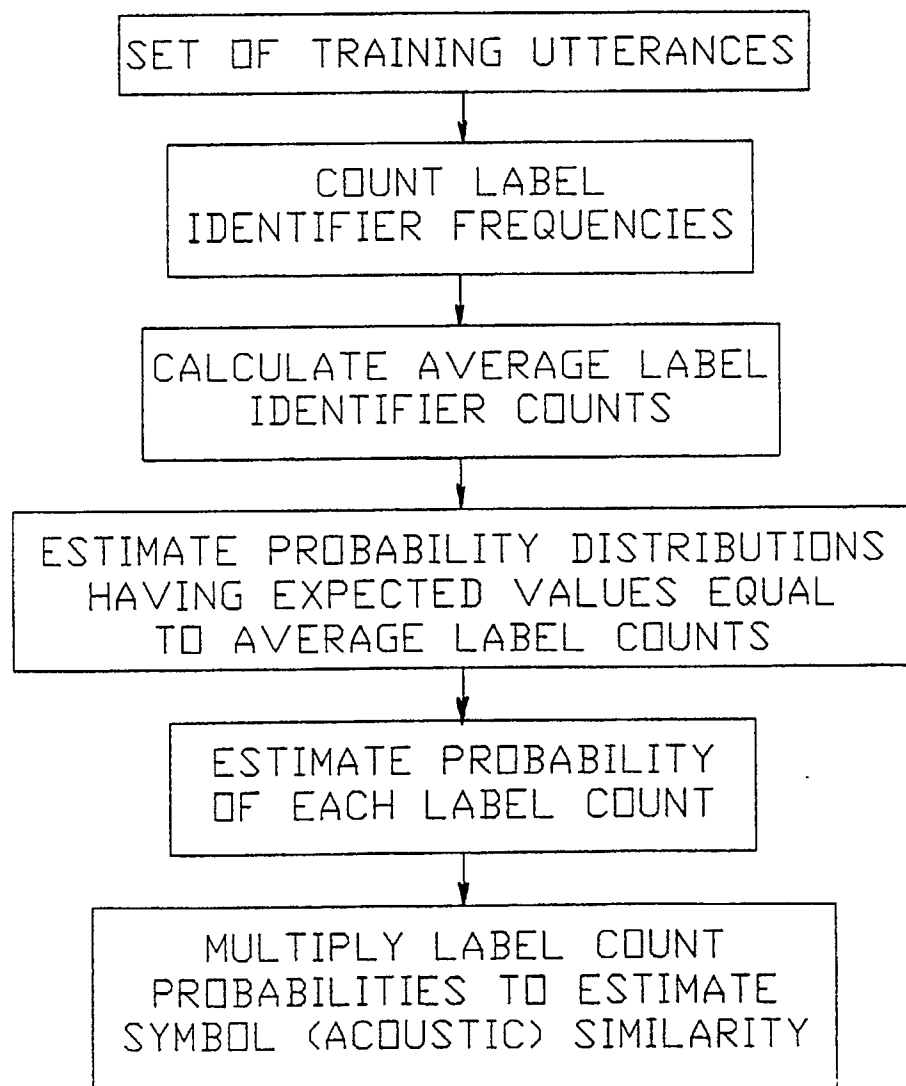 SET OF TRAINING UTTERANCES
COUNT LABEL
IDENTIFIER FREQUENCIES
CALCULATE AVERAGE LABEL
IDENTIFIER COUNTS
ESTIMATE PROBABILITY DISTRIBUTIONS
HAVING EXPECTED VALUES EQUAL
TO AVERAGE LABEL COUNTS
ESTIMATE PROBABILITY
OF EACH LABEL COUNT
MULTIPLY LABEL COUNT
PROBABILITIES TO ESTIMATE
SYMBOL (ACOUSTIC) SIMILARITY